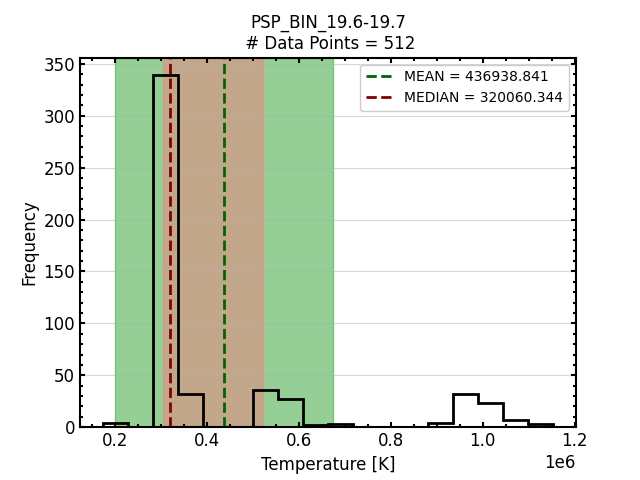 PSP_BIN_19.6-19.7
# Data Points = 512
MEAN = 436938.841
MEDIAN = 320060.344
Frequency
350
300
250
200
150
100
50
0
0.2 0.4 0.6 0.8 1.0 1.2
1e6
Temperature [K]